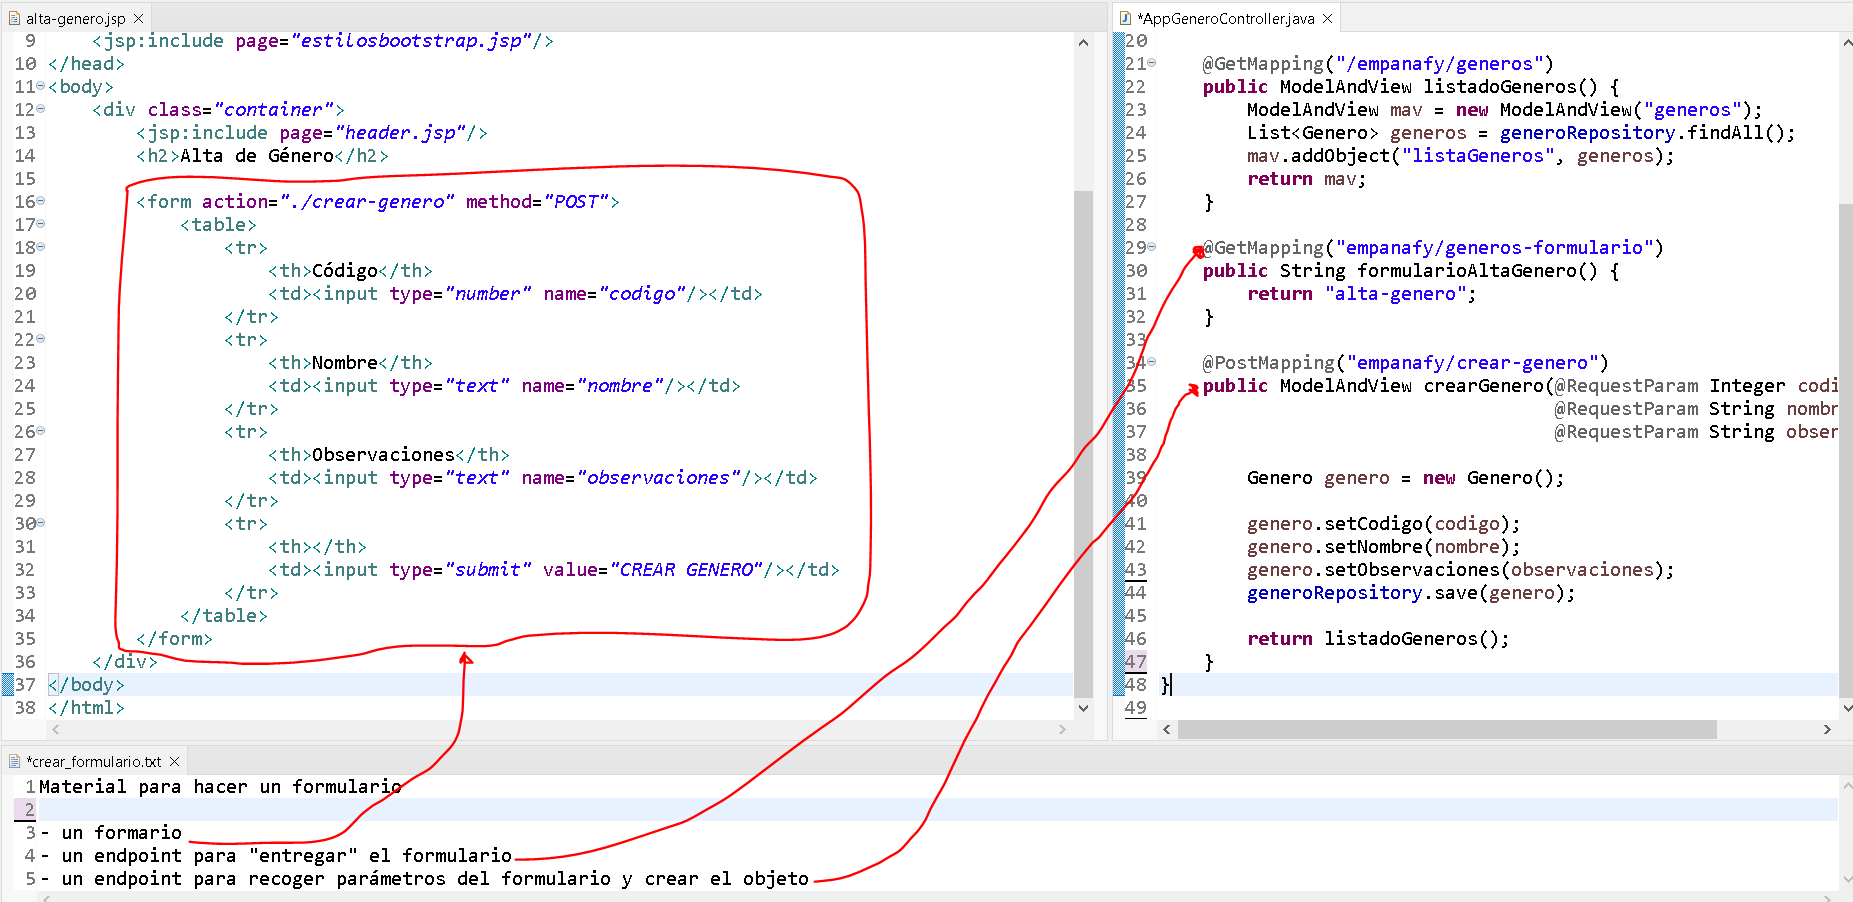 alta-genero.jsp
9 <jsp:include page="estilosbootstrap.jsp"/>
10 </head>
11 <body>
12 <div class="container">
13 <jsp:include page="header.jsp"/>
14 <h2>Alta de Género</h2>
15
16 <form action="./crear-genero" method="POST">
17 <table>
18 <tr>
19 <th>Código</th>
20 <td><input type="number" name="codigo"/></td>
21 </tr>
22 <tr>
23 <th>Nombre</th>
24 <td><input type="text" name="nombre"/></td>
25 </tr>
26 <tr>
27 <th>Observaciones</th>
28 <td><input type="text" name="observaciones"/></td>
29 </tr>
30 <tr>
31 <th></th>
32 <td><input type="submit" value="CREAR GENERO"/></td>
33 </tr>
34 </table>
35 </form>
36 </div>
37 </body>
38 </html>
*AppGeneroController.java
20
21 @GetMapping("/empanafy/generos")
22 public ModelAndView listadoGeneros() {
23 ModelAndView mav = new ModelAndView("generos");
24 List<Genero> generos = generoRepository.findAll();
25 mav.addObject("listaGeneros", generos);
26 return mav;
27 }
28
29 @GetMapping("empanafy/generos-formulario")
30 public String formularioAltaGenero() {
31 return "alta-genero";
32 }
33
34 @PostMapping("empanafy/crear-genero")
35 public ModelAndView crearGenero(@RequestParam Integer codi
36 @RequestParam String nombr
37 @RequestParam String obser
38
39 Genero genero = new Genero();
40
41 genero.setCodigo(codigo);
42 genero.setNombre(nombre);
43 genero.setObservaciones(observaciones);
44 generoRepository.save(genero);
45
46 return listadoGeneros();
47 }
48 }
49
*crear_formulario.txt
1 Material para hacer un formulario
2
3 - un formario
4 - un endpoint para "entregar" el formulario
5 - un endpoint para recoger parámetros del formulario y crear el objeto